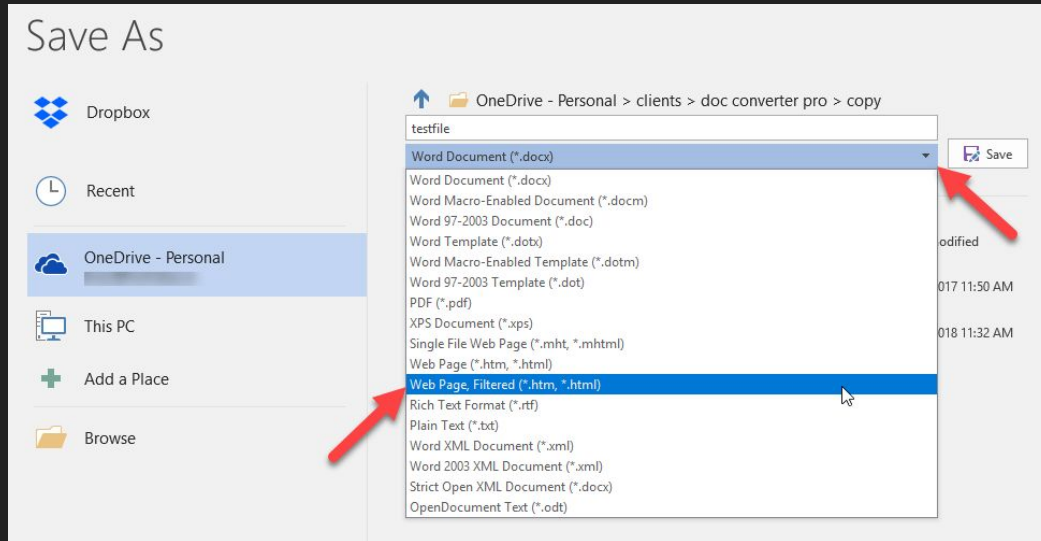 Save As
Dropbox
Recent
OneDrive - Personal
This PC
Add a Place
Browse
OneDrive - Personal > clients > doc converter pro > copy
testfile
Word Document (*.docx)
Save
Word Document (*.docx)
Word Macro-Enabled Document (*.docm)
Word 97-2003 Document (*.doc)
Word Template (*.dotx)
Word Macro-Enabled Template (*.dotm)
Word 97-2003 Template (*.dot)
PDF (*.pdf)
XPS Document (*.xps)
Single File Web Page (*.mht, *.mhtml)
Web Page (*.htm, *.html)
Web Page, Filtered (*.htm, *.html)
Rich Text Format (*.rtf)
Plain Text (*.txt)
Word XML Document (*.xml)
Word 2003 XML Document (*.xml)
Strict Open XML Document (*.docx)
OpenDocument Text (*.odt)
odified
017 11:50 AM
018 11:32 AM